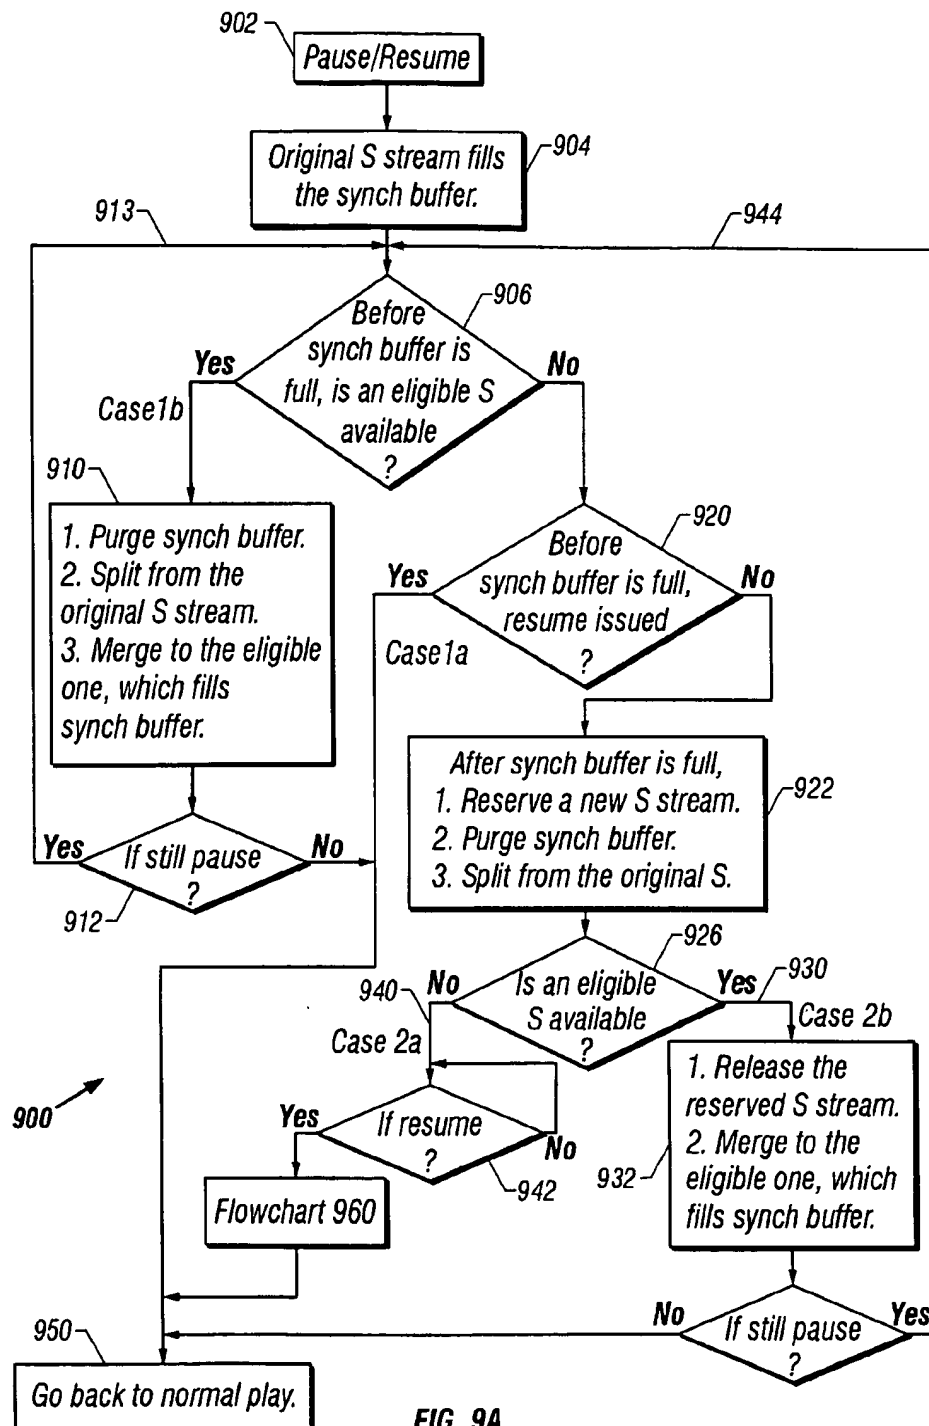 902
Pause/Resume
Original S stream fills
the synch buffer.
904
913
944
906
Before
synch buffer is
full, is an eligible S
available
?
Yes
No
Case1b
910
1. Purge synch buffer.
2. Split from the
original S stream.
3. Merge to the eligible
one, which fills
synch buffer.
920
Before
synch buffer is full,
resume issued
?
Yes
No
Case1a
After synch buffer is full,
1. Reserve a new S stream.
2. Purge synch buffer.
3. Split from the original S.
922
Yes
If still pause
?
No
912
926
Is an eligible
S available
?
No
Yes
930
940
Case 2a
Case 2b
900
Yes
If resume
?
No
942
1. Release the
reserved S stream.
2. Merge to the
eligible one, which
fills synch buffer.
932
Flowchart 960
No
If still pause
?
Yes
950
Go back to normal play.
FIG. 9A